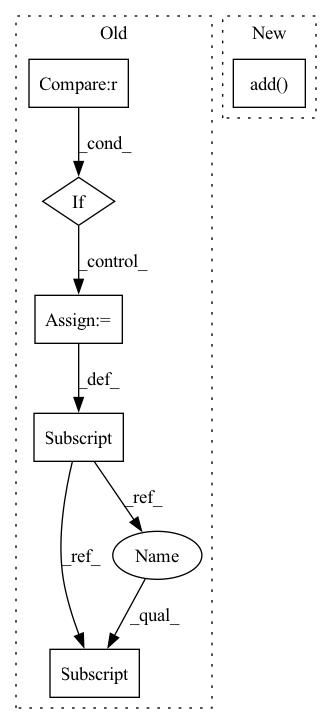 Old
New
Compare:r
add()
_cond_
If
_control_
Assign:=
_def_
Subscript
_ref_
Name
_ref_
_qual_
Subscript